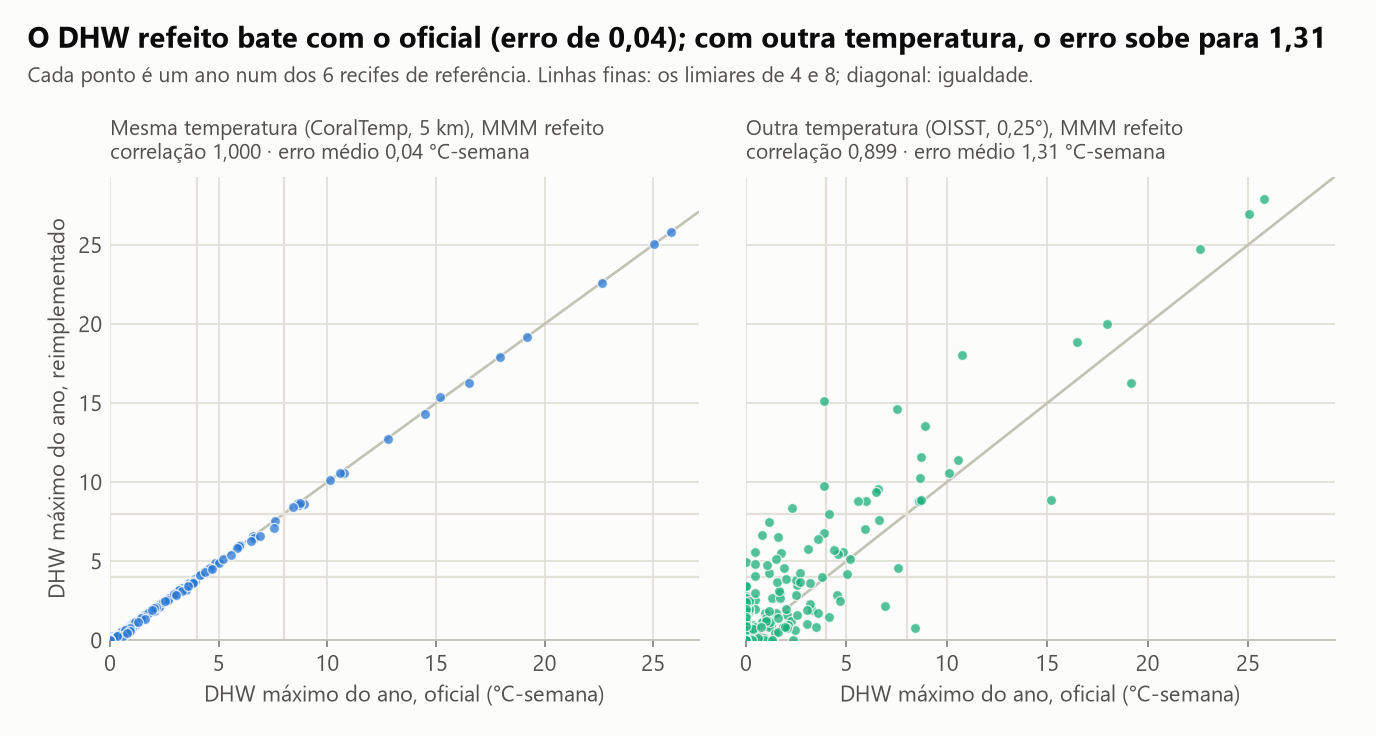 O DHW refeito bate com o oficial (erro de 0,04); com outra temperatura, o erro sobe para 1,31
Cada ponto é um ano num dos 6 recifes de referência. Linhas finas: os limiares de 4 e 8; diagonal: igualdade.
Mesma temperatura (CoralTemp, 5 km), MMM refeito
correlação 1,000 · erro médio 0,04 °C-semana
DHW máximo do ano, reimplementado
25
20
15
10
5
0
0 5 10 15 20 25
DHW máximo do ano, oficial (°C-semana)
Outra temperatura (OISST, 0,25°), MMM refeito
correlação 0,899 · erro médio 1,31 °C-semana
0 5 10 15 20 25
DHW máximo do ano, oficial (°C-semana)